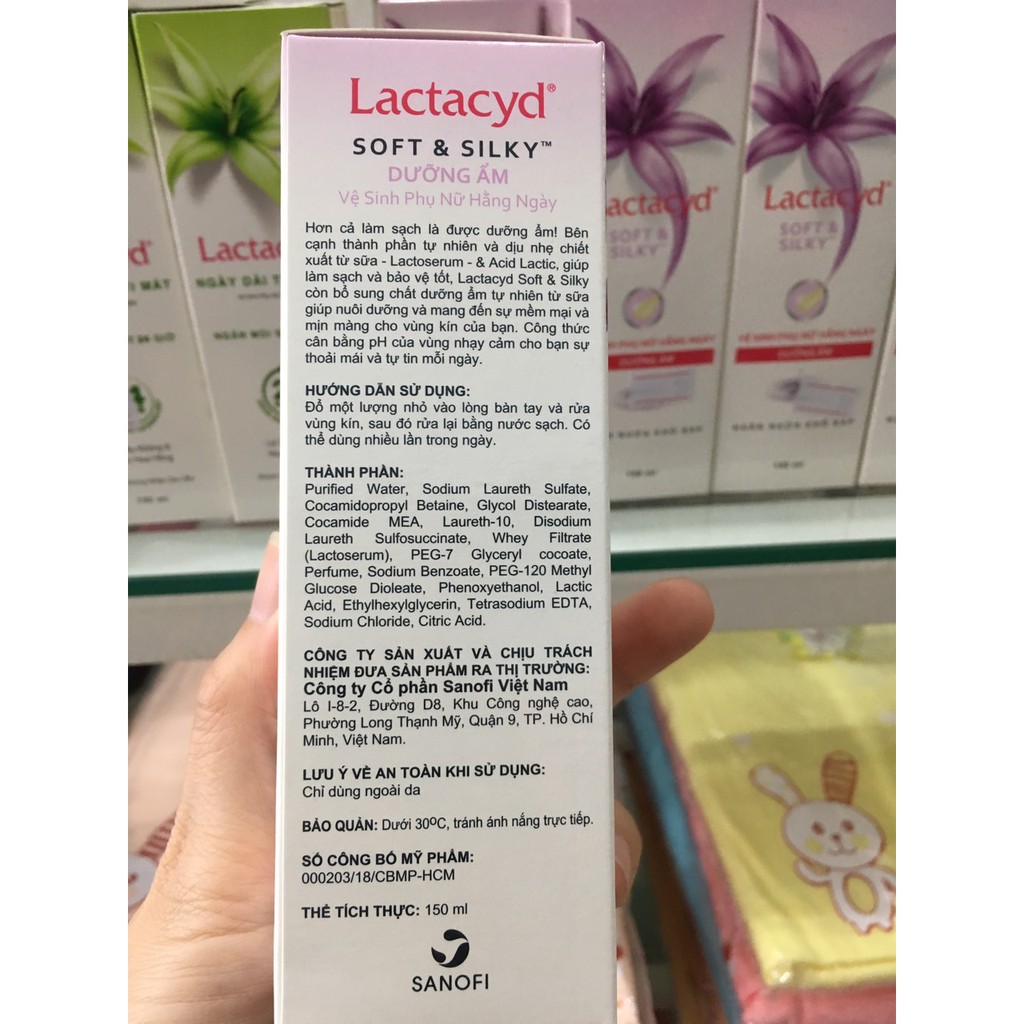 Lactacyd®
SOFT & SILKY™
DƯỠNG ẨM
Vệ Sinh Phụ Nữ Hằng Ngày
Hơn cả làm sạch là được dưỡng ẩm! Bên
cạnh thành phần tự nhiên và dịu nhẹ chiết
xuất từ sữa - Lactoserum - & Acid Lactic, giúp
làm sạch và bảo vệ tốt, Lactacyd Soft & Silky
còn bổ sung chất dưỡng ẩm tự nhiên từ sữa
giúp nuôi dưỡng và mang đến sự mềm mại và
mịn màng cho vùng kín của bạn. Công thức
cân bằng pH của vùng nhạy cảm cho bạn sự
thoải mái và tự tin mỗi ngày.
HƯỚNG DẪN SỬ DỤNG:
Đổ một lượng nhỏ vào lòng bàn tay và rửa
vùng kín, sau đó rửa lại bằng nước sạch. Có
thể dùng nhiều lần trong ngày.
THÀNH PHẦN:
Purified Water, Sodium Laureth Sulfate,
Cocamidopropyl Betaine, Glycol Distearate,
Cocamide MEA, Laureth-10, Disodium
Laureth Sulfosuccinate, Whey Filtrate
(Lactoserum), PEG-7 Glyceryl cocoate,
Perfume, Sodium Benzoate, PEG-120 Methyl
Glucose Dioleate, Phenoxyethanol, Lactic
Acid, Ethylhexylglycerin, Tetrasodium EDTA,
Sodium Chloride, Citric Acid.
CÔNG TY SẢN XUẤT VÀ CHỊU TRÁCH
NHIỆM ĐƯA SẢN PHẨM RA THỊ TRƯỜNG:
Công ty Cổ phần Sanofi Việt Nam
Lô I-8-2, Đường D8, Khu Công nghệ cao,
Phường Long Thạnh Mỹ, Quận 9, TP. Hồ Chí
Minh, Việt Nam.
LƯU Ý VỀ AN TOÀN KHI SỬ DỤNG:
Chỉ dùng ngoài da
BẢO QUẢN: Dưới 30ºC, tránh ánh nắng trực tiếp.
SỐ CÔNG BỐ MỸ PHẨM:
000203/18/CBMP-HCM
THỂ TÍCH THỰC: 150 ml
SANOFI
Lactacyd
SOFT &
SILKY
VỆ SINH PHỤ NỮ HẰNG NGÀY
DƯỠNG ẨM